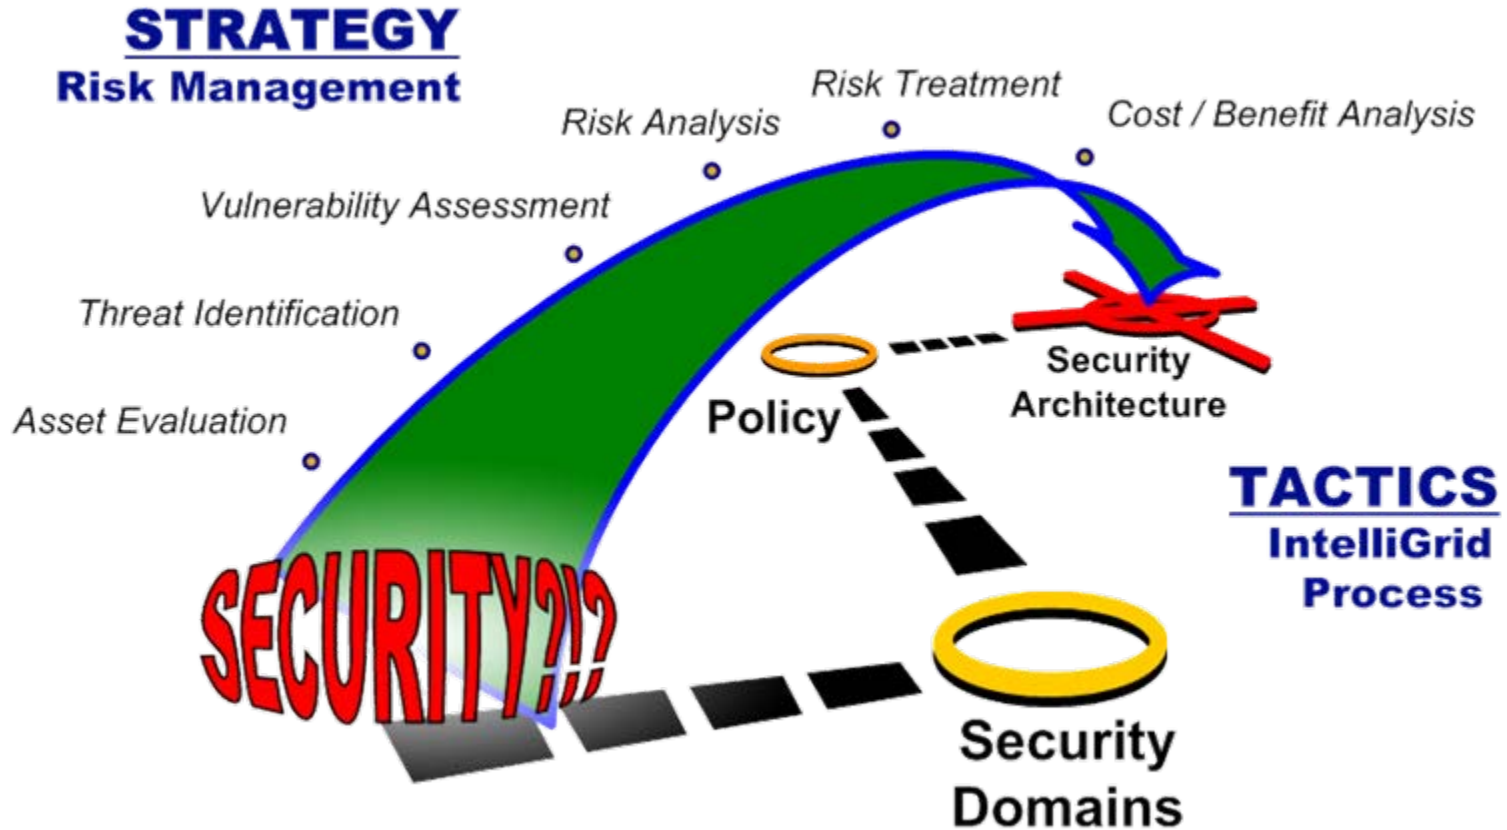 STRATEGY
Risk Management
Risk Treatment
Cost / Benefit Analysis
Risk Analysis
Vulnerability Assessment
Threat Identification
Asset Evaluation
Security
Architecture
Policy
TACTICS
IntelliGrid
Process
SECURITY?!?
Security
Domains